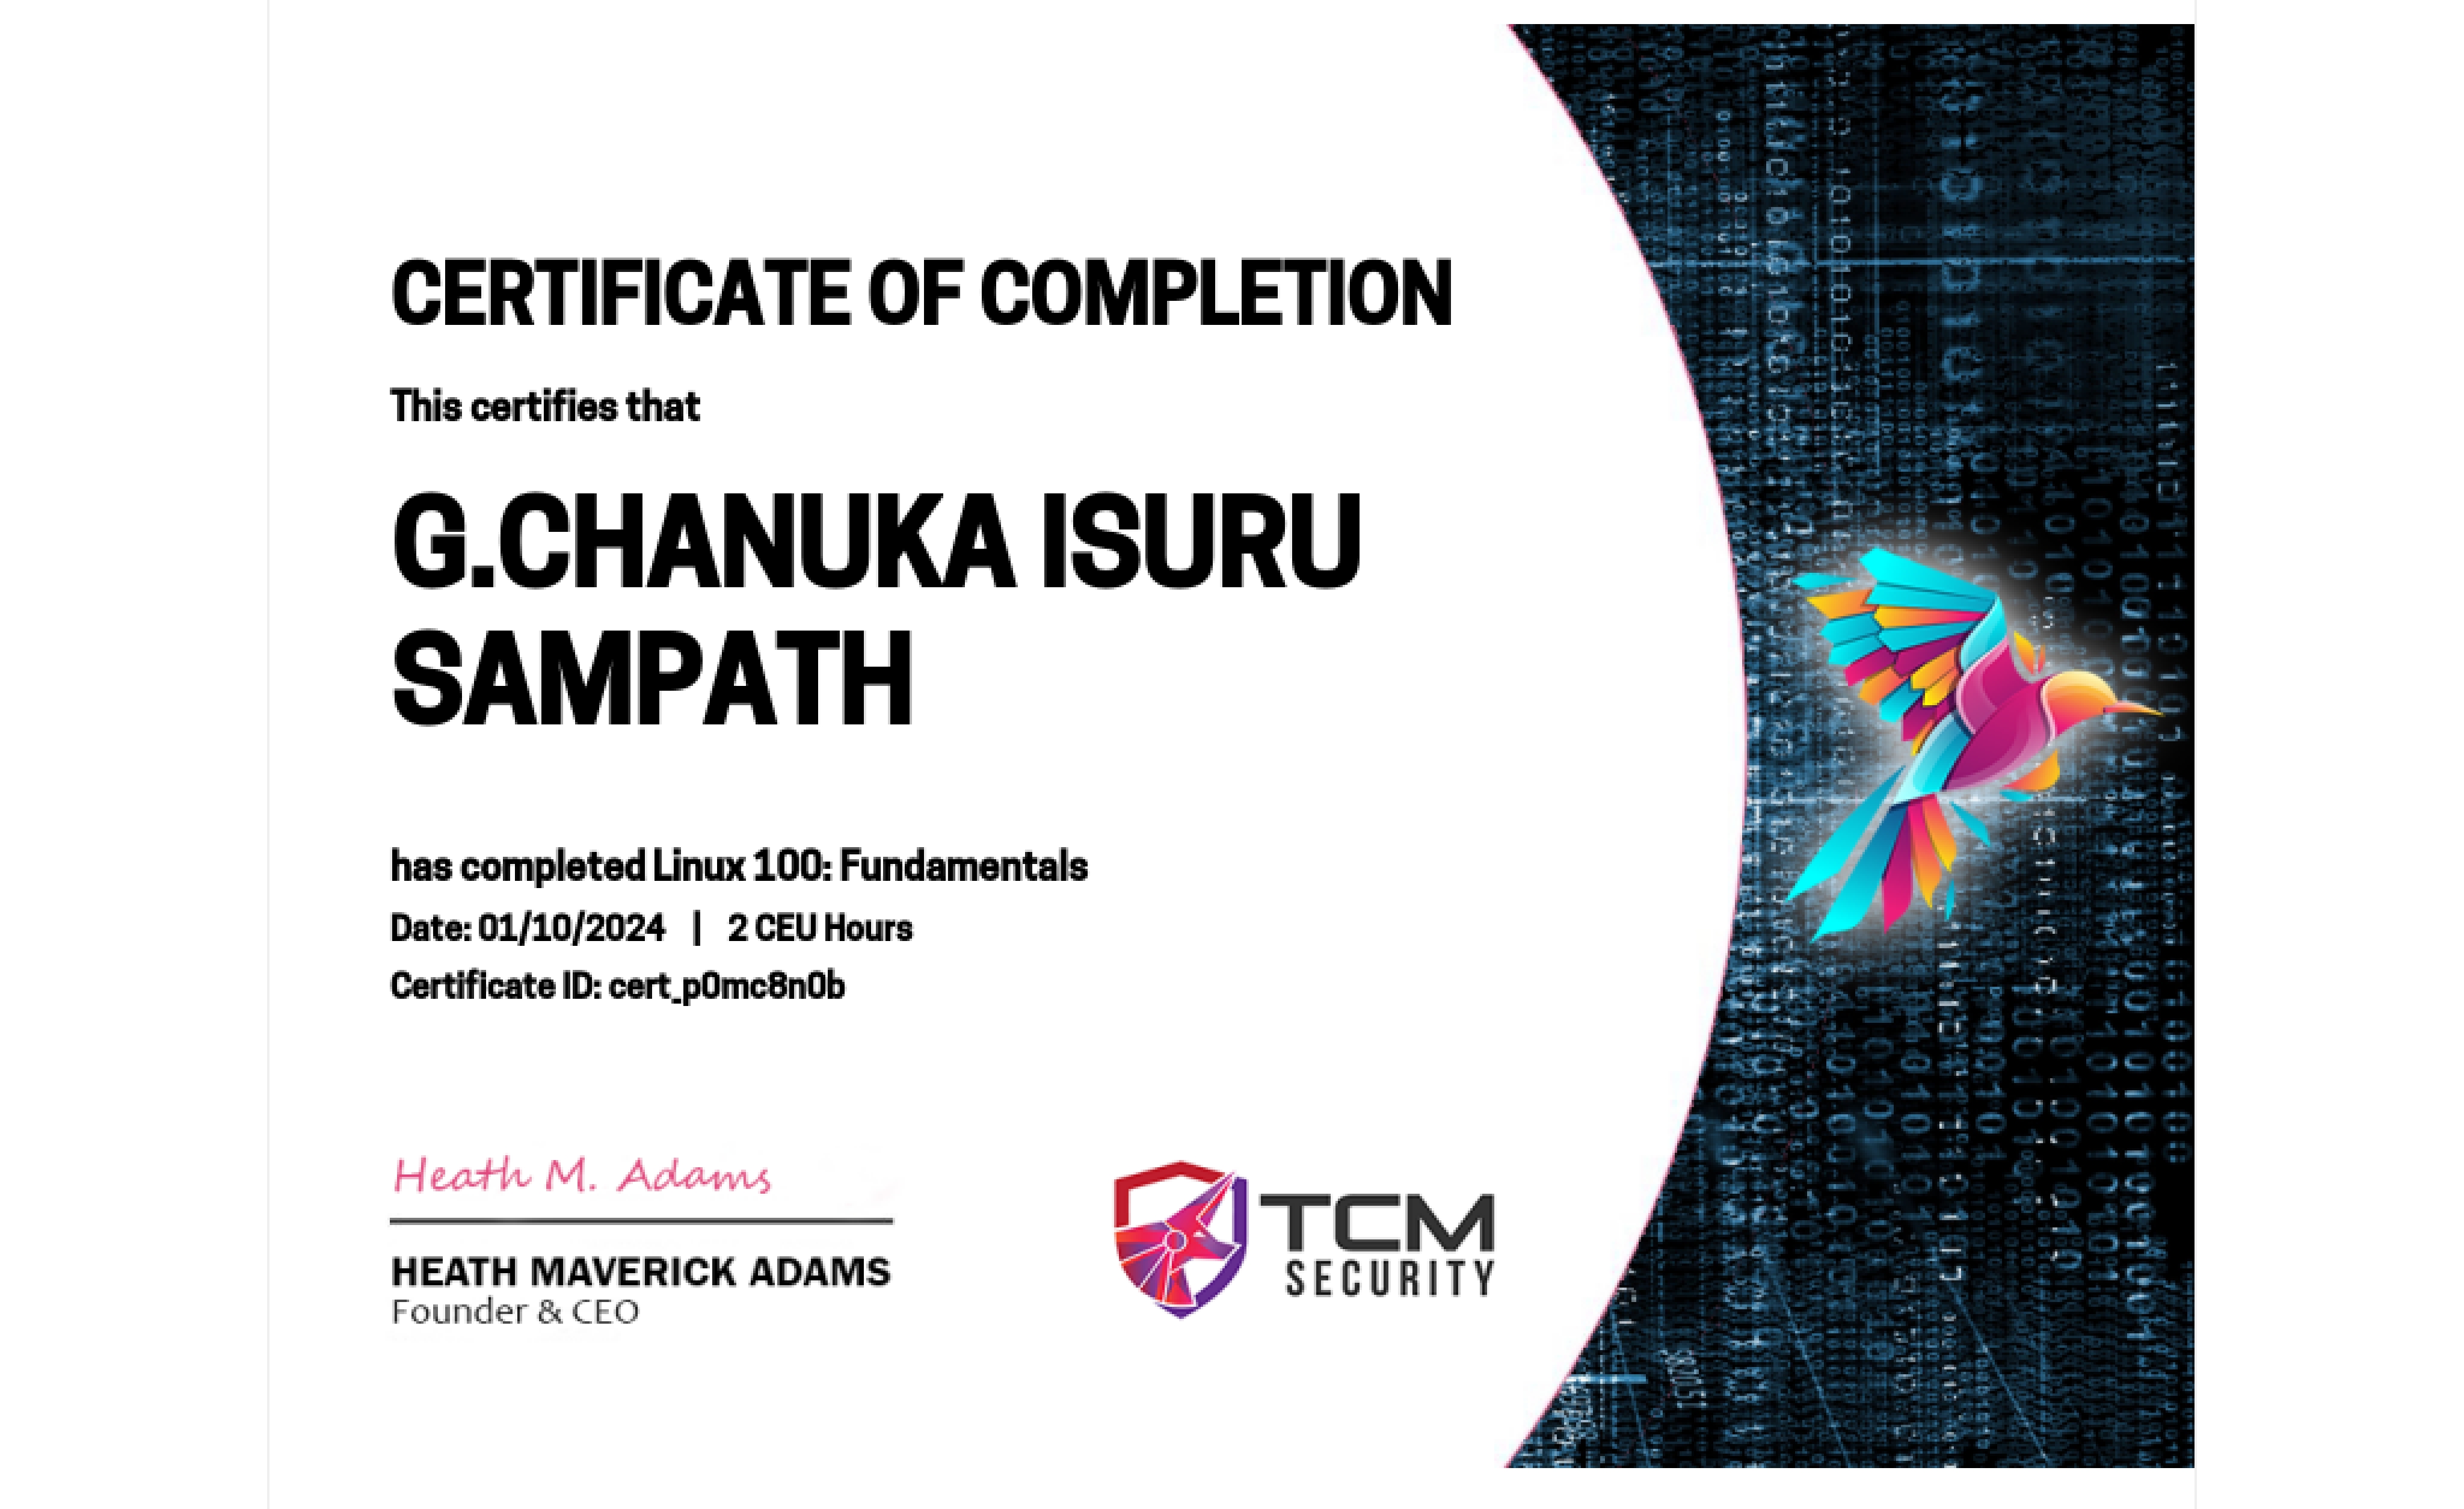 CERTIFICATE OF COMPLETION
This certifies that
G.CHANUKA ISURU
SAMPATH
has completed Linux 100: Fundamentals
Date: 01/10/2024 | 2 CEU Hours
Certificate ID: cert_p0mc8n0b
Heath M. Adams
HEATH MAVERICK ADAMS
Founder & CEO
TCM
SECURITY